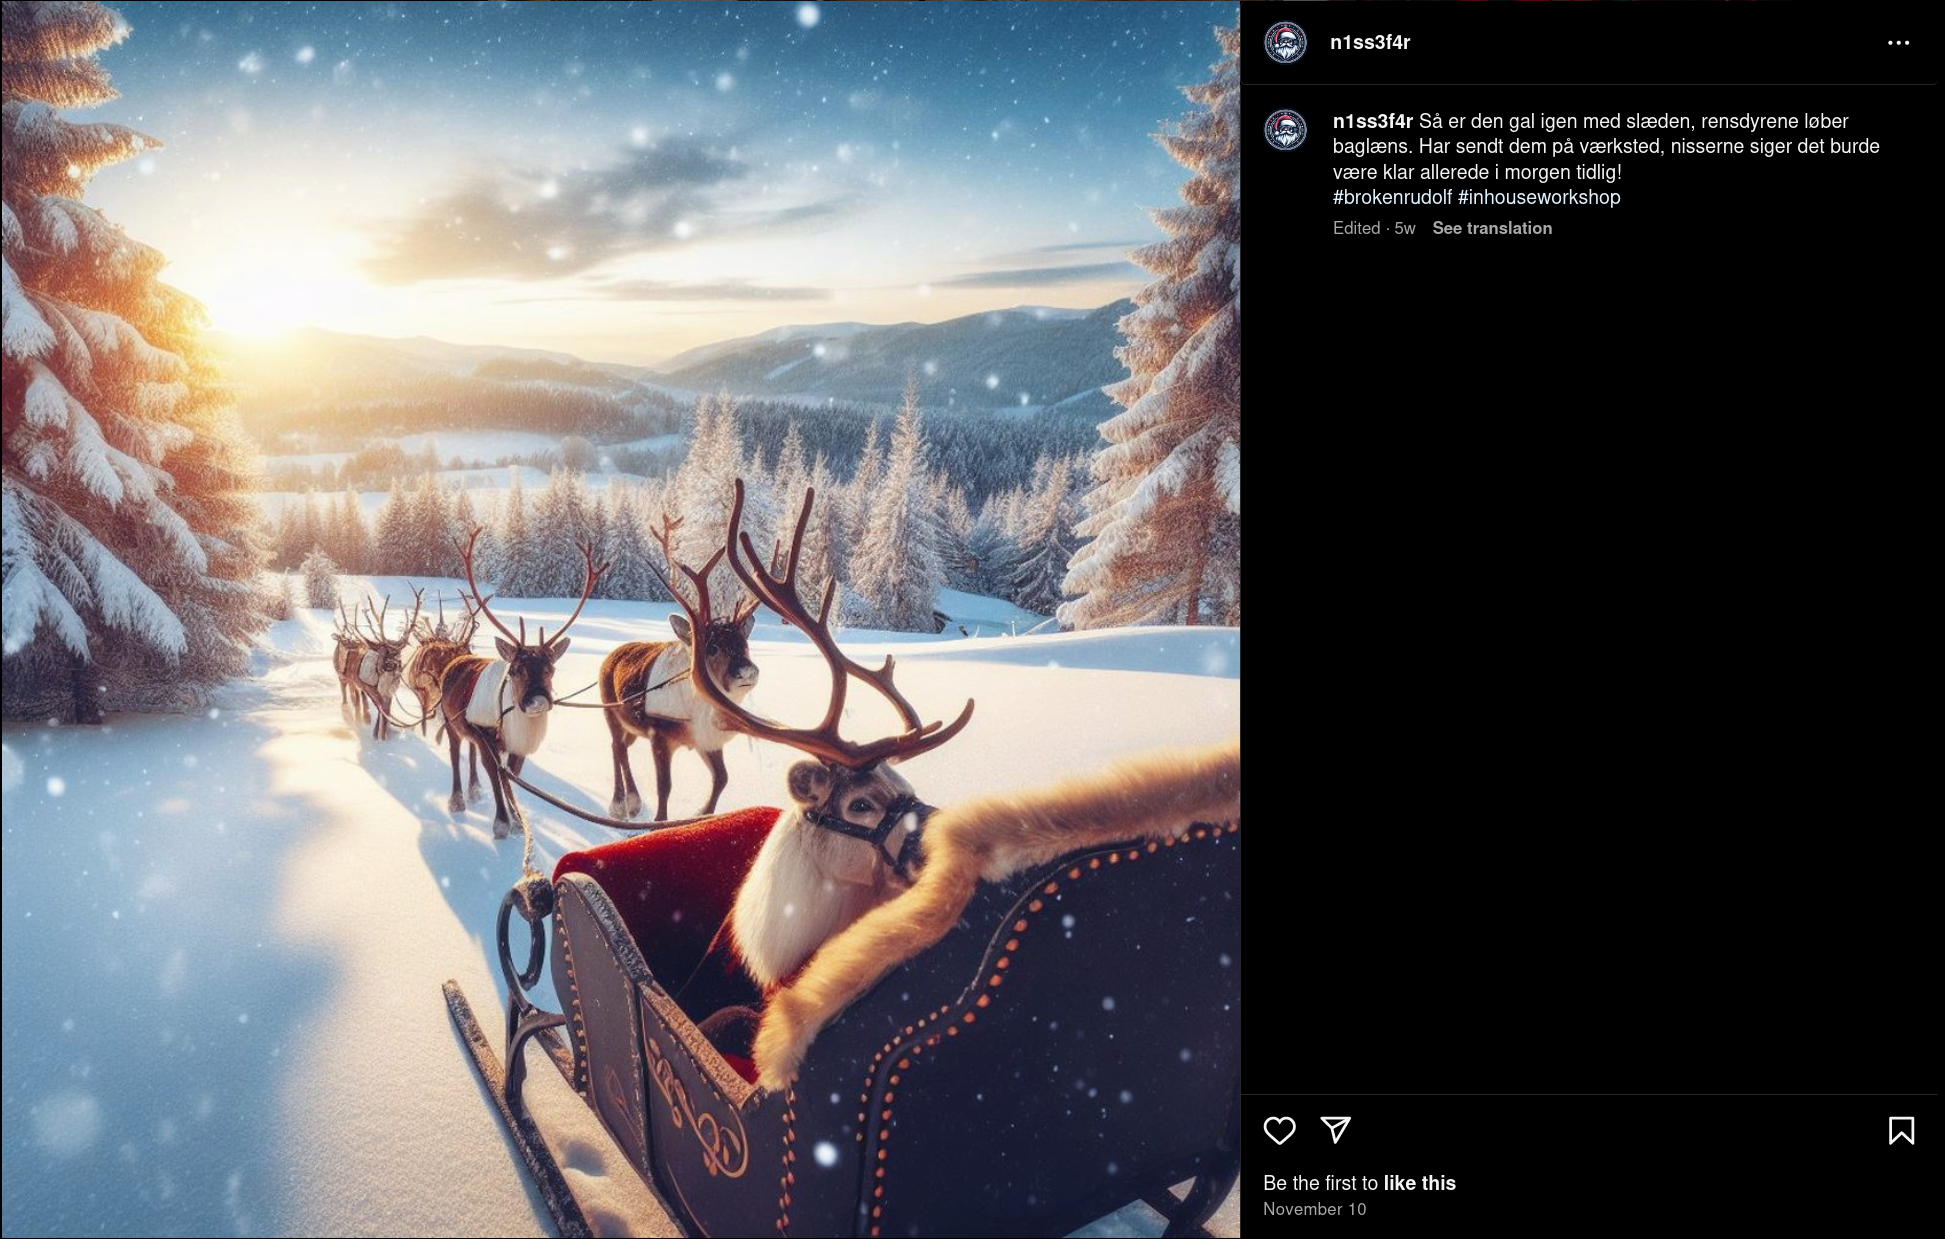 n1ss3f4r
n1ss3f4r Så er den gal igen med slæden, rensdyrene løber
baglæns. Har sendt dem på værksted, nisserne siger det burde
være klar allerede i morgen tidlig!
#brokenrudolf #inhouseworkshop
Edited · 5w See translation
Be the first to like this
November 10